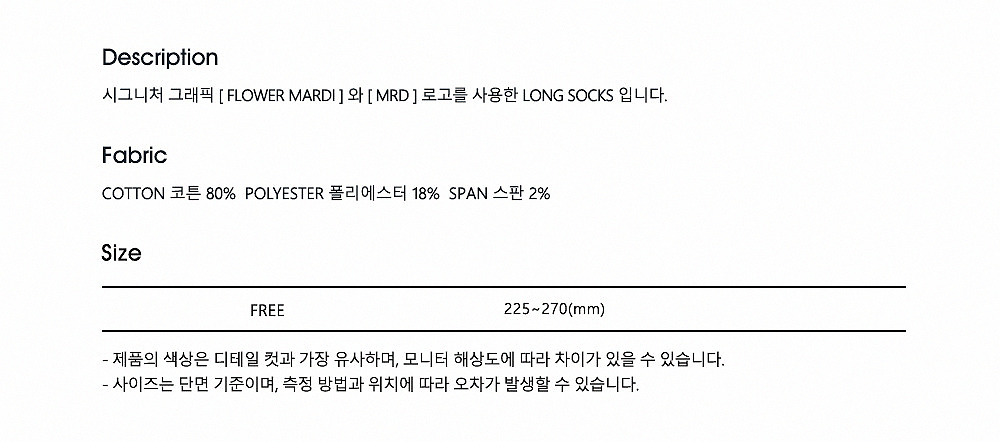 Description
시그니처 그래픽 [ FLOWER MARDI ] 와 [ MRD ] 로고를 사용한 LONG SOCKS 입니다.
Fabric
COTTON 코튼 80% POLYESTER 폴리에스터 18% SPAN 스판 2%
Size
FREE 225~270(mm)
- 제품의 색상은 디테일 컷과 가장 유사하며, 모니터 해상도에 따라 차이가 있을 수 있습니다.
- 사이즈는 단면 기준이며, 측정 방법과 위치에 따라 오차가 발생할 수 있습니다.